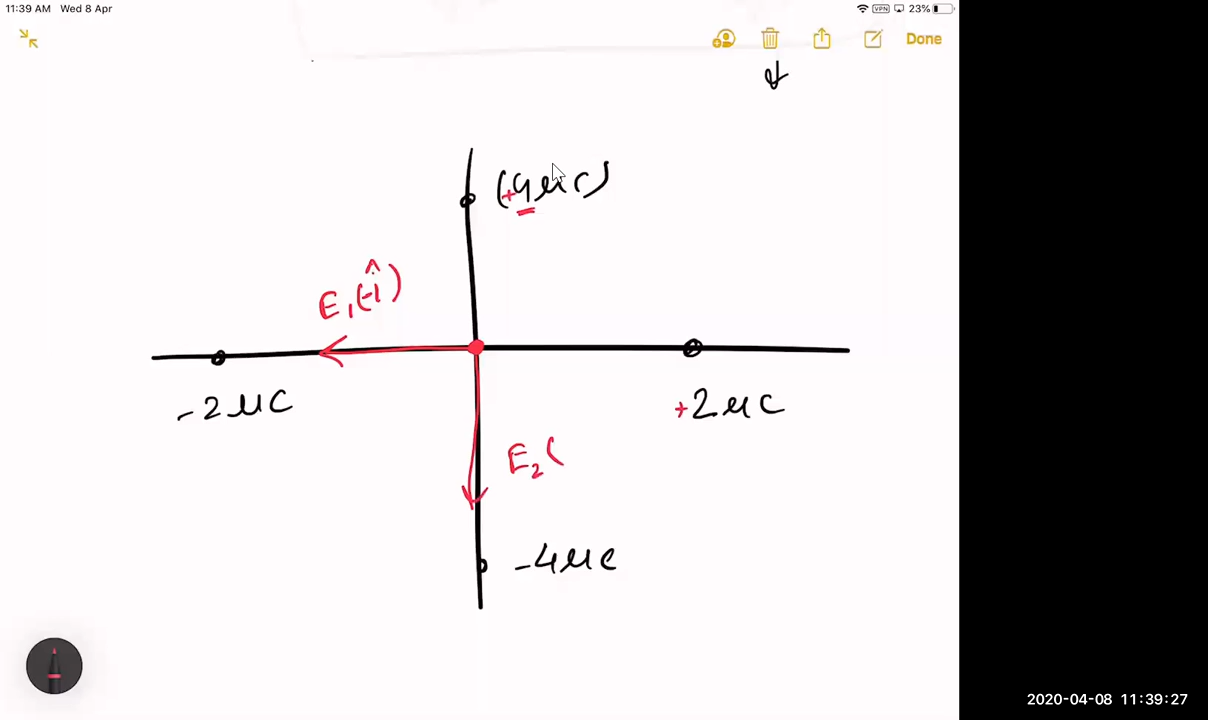 11:39 AM Wed 8 Apr
VPN 23%
Done
(+4μC)
E₁(-î)
-2μC
+2μC
E₂(
-4μC
2020-04-08 11:39:27